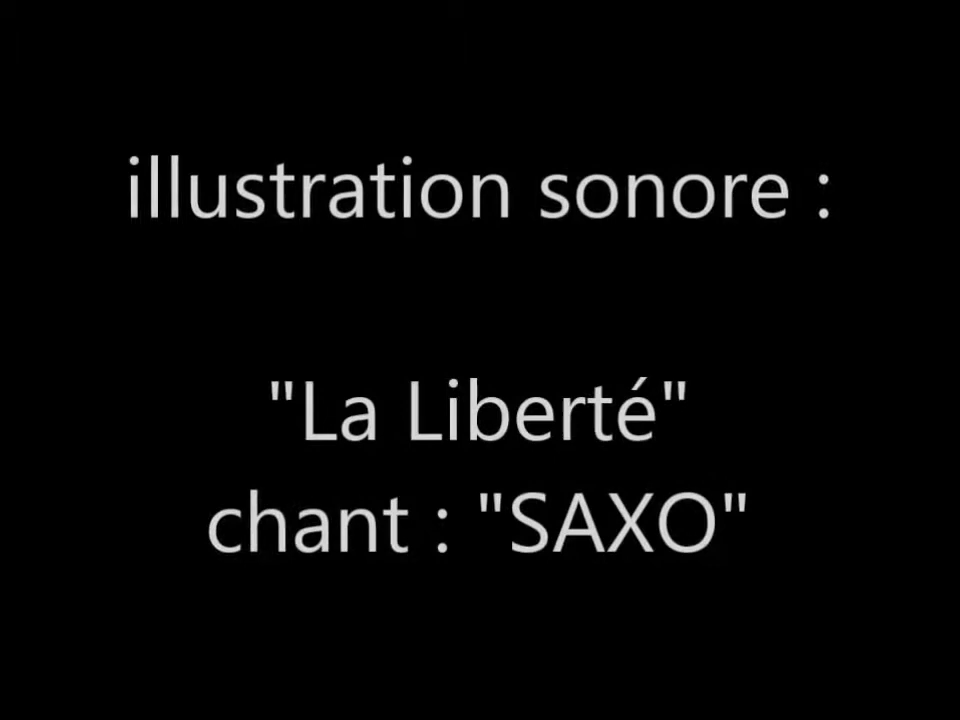 illustration sonore :
"La Liberté"
chant : "SAXO"